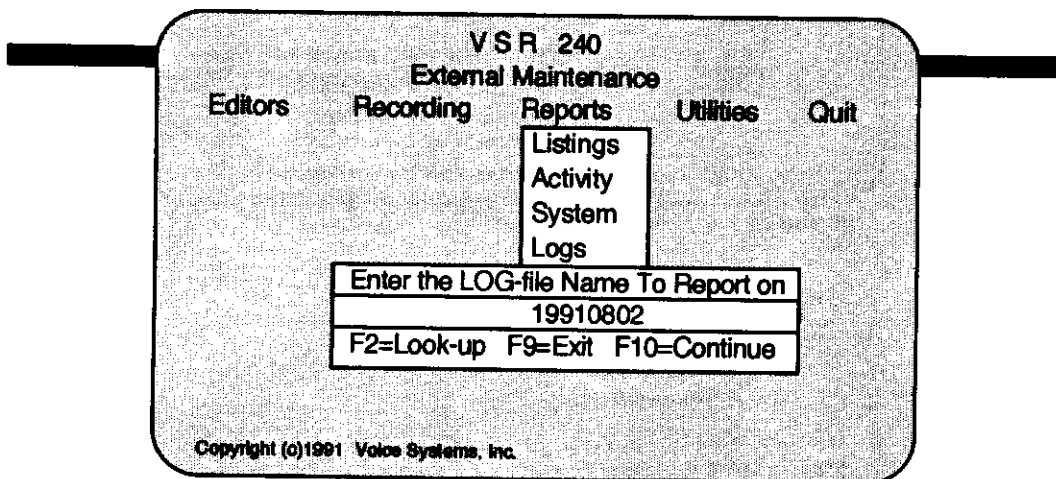 VSR 240
External Maintenance
Editors Recording Reports Utilities Quit
Listings
Activity
System
Logs
Enter the LOG-file Name To Report on
19910802
F2=Look-up F9=Exit F10=Continue
Copyright (c)1991 Voice Systems, Inc.